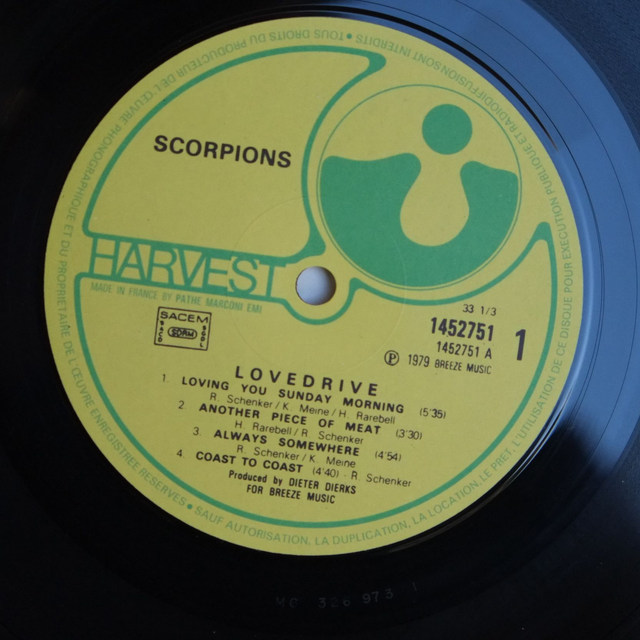 SCORPIONS
HARVEST
MADE IN FRANCE BY PATHE MARCONI EMI
SACEM
SDRM
SACD
SGDL
33 1/3
1452751
1
1452751 A
Ⓟ 1979 BREEZE MUSIC
LOVEDRIVE
1. LOVING YOU SUNDAY MORNING (5'35)
R. Schenker/K. Meine/H. Rarebell
2. ANOTHER PIECE OF MEAT (3'30)
H. Rarebell/R. Schenker
3. ALWAYS SOMEWHERE (4'54)
R. Schenker/K. Meine
4. COAST TO COAST (4'40) - R. Schenker
Produced by DIETER DIERKS
FOR BREEZE MUSIC
• TOUS DROITS DU PRODUCTEUR DE L'ŒUVRE PHONOGRAPHIQUE ET DU PROPRIETAIRE DE L'ŒUVRE ENREGISTREE RESERVES • SAUF AUTORISATION, LA DUPLICATION, LA LOCATION, LE PRET, L'UTILISATION DE CE DISQUE POUR EXECUTION PUBLIQUE ET RADIODIFFUSION SONT INTERDITS